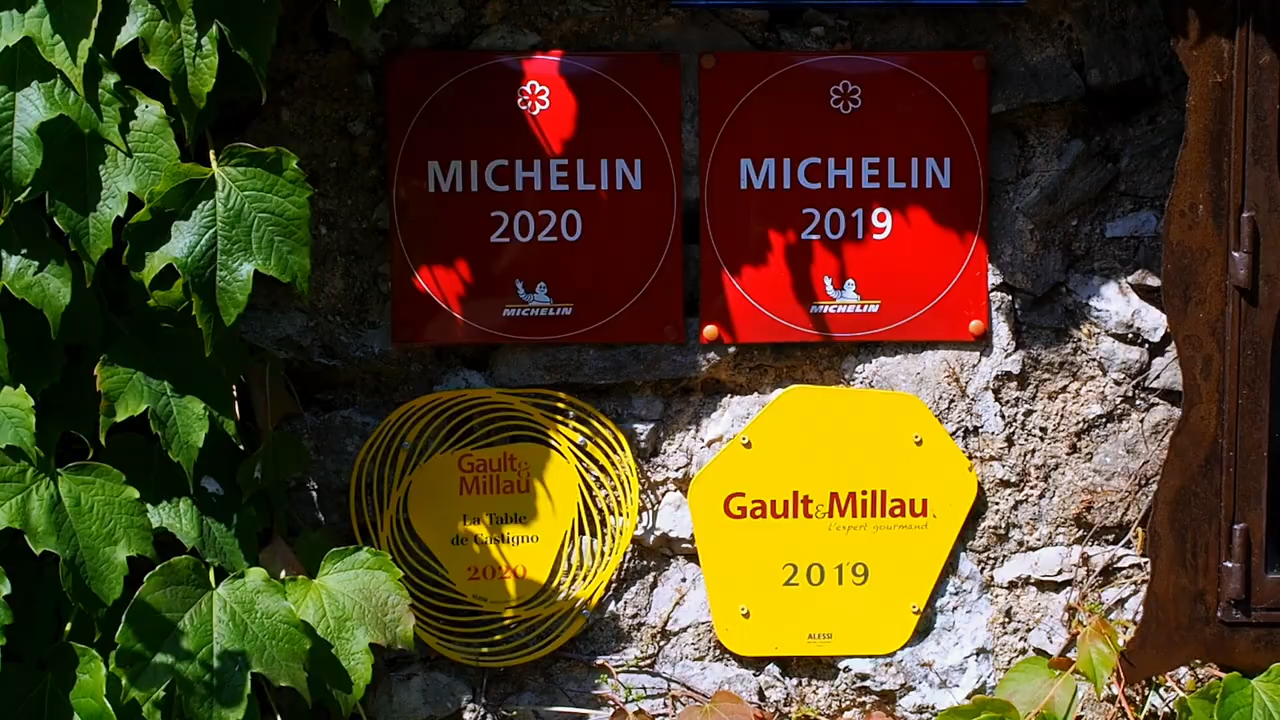 MICHELIN
2020
MICHELIN
MICHELIN
2019
MICHELIN
Gault&
Millau
La Table
de Castigno
2020
Gault&Millau
l'expert gourmand
2019
ALESSI